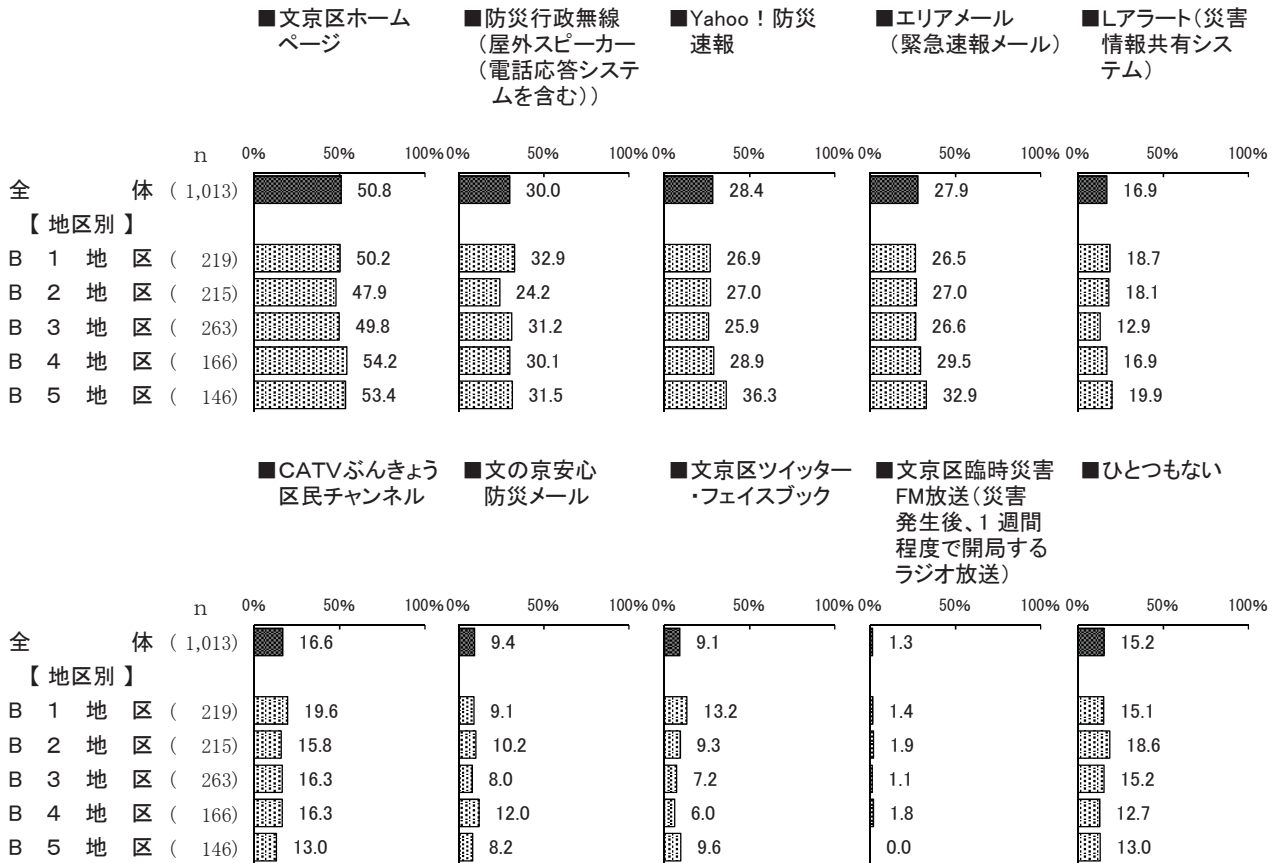 ■文京区ホーム
ページ
■防災行政無線
(屋外スピーカー
(電話応答システ
ムを含む))
■Yahoo！防災
速報
■エリアメール
(緊急速報メール)
■Lアラート(災害
情報共有シス
テム)
n 0% 50% 100% 0% 50% 100% 0% 50% 100% 0% 50% 100% 0% 50% 100%
全体 (1,013) 50.8 30.0 28.4 27.9 16.9
【地区別】
B1地区 (219) 50.2 32.9 26.9 26.5 18.7
B2地区 (215) 47.9 24.2 27.0 27.0 18.1
B3地区 (263) 49.8 31.2 25.9 26.6 12.9
B4地区 (166) 54.2 30.1 28.9 29.5 16.9
B5地区 (146) 53.4 31.5 36.3 32.9 19.9
■CATVぶんきょう
区民チャンネル
■文の京安心
防災メール
■文京区ツイッター
・フェイスブック
■文京区臨時災害
FM放送(災害
発生後、1週間
程度で開局する
ラジオ放送)
■ひとつもない
n 0% 50% 100% 0% 50% 100% 0% 50% 100% 0% 50% 100% 0% 50% 100%
全体 (1,013) 16.6 9.4 9.1 1.3 15.2
【地区別】
B1地区 (219) 19.6 9.1 13.2 1.4 15.1
B2地区 (215) 15.8 10.2 9.3 1.9 18.6
B3地区 (263) 16.3 8.0 7.2 1.1 15.2
B4地区 (166) 16.3 12.0 6.0 1.8 12.7
B5地区 (146) 13.0 8.2 9.6 0.0 13.0